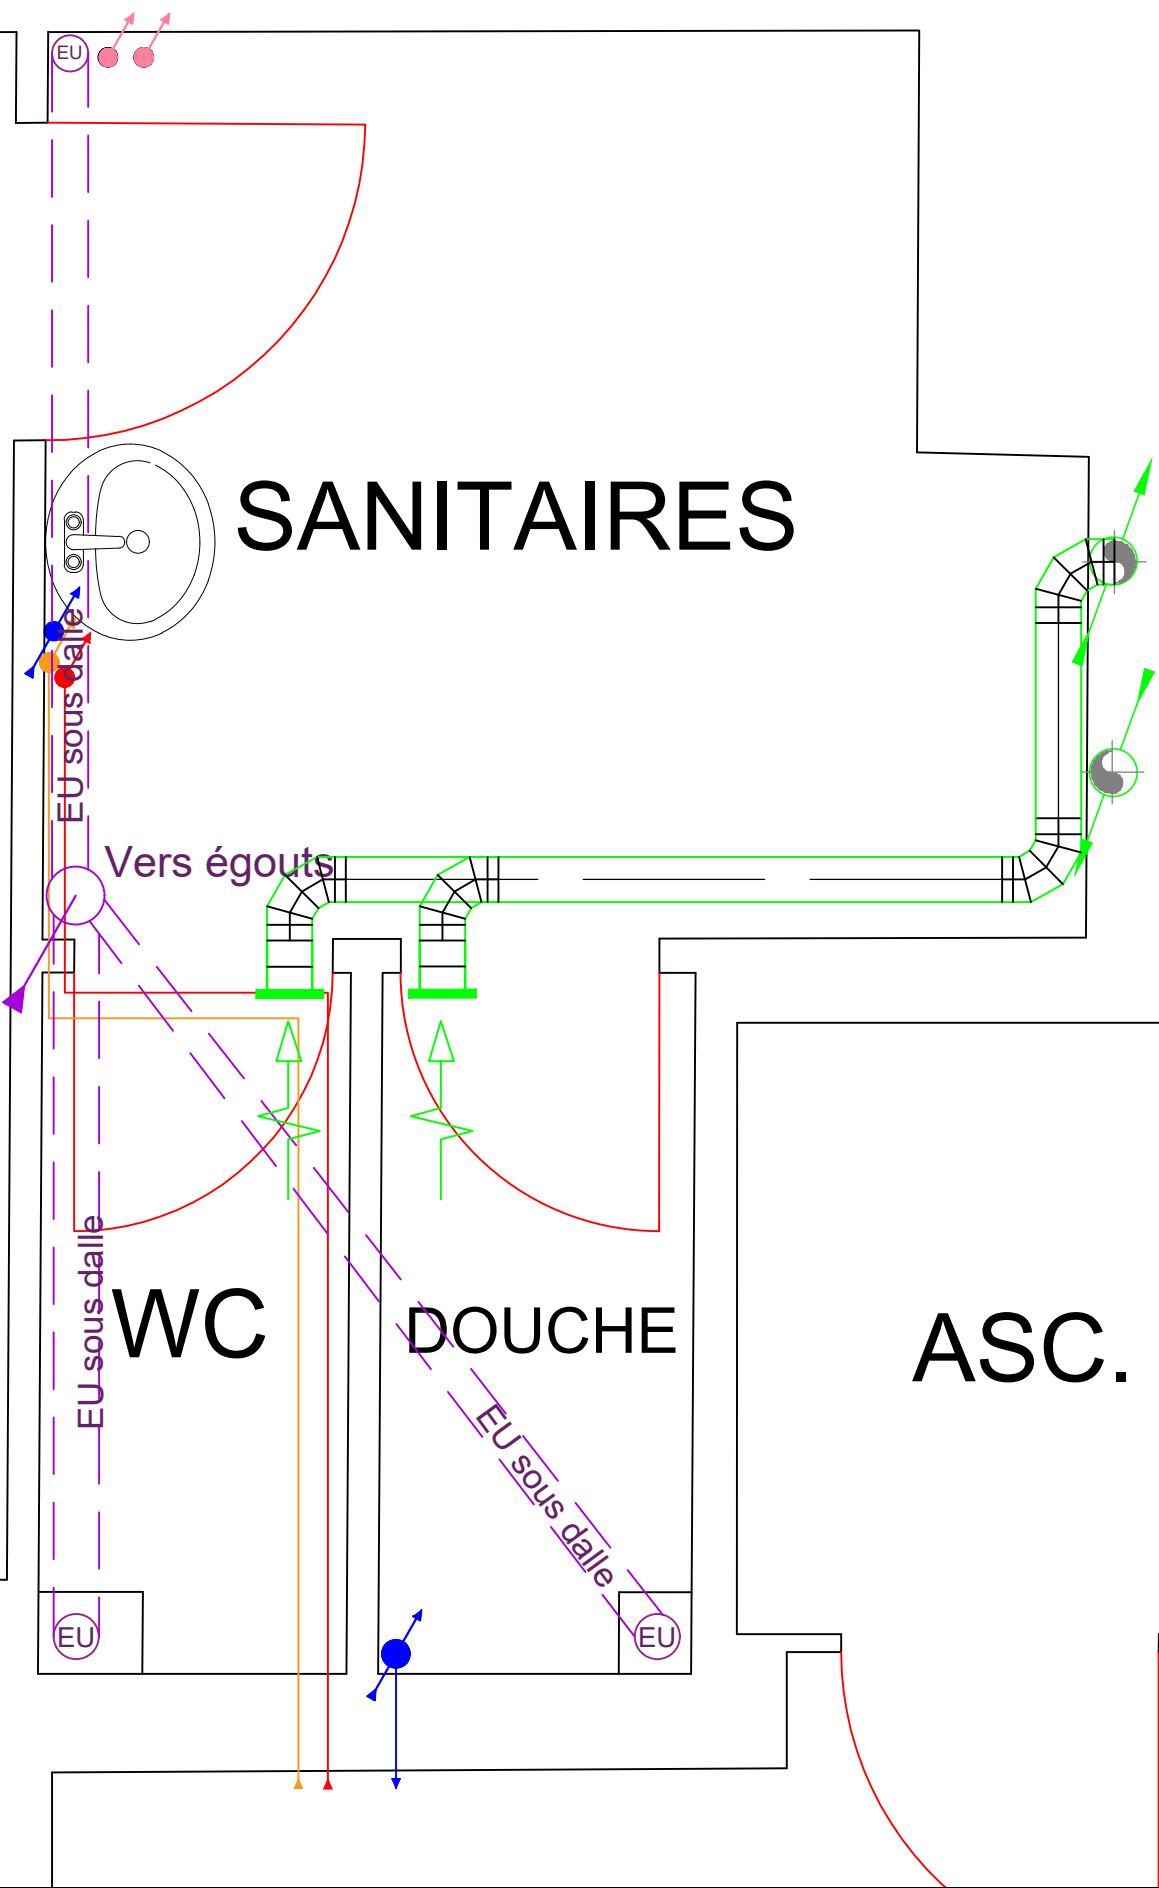 EU
SANITAIRES
EU sous dalle
Vers égouts
EU sous dalle
WC
DOUCHE
ASC.
EU sous dalle
EU
EU